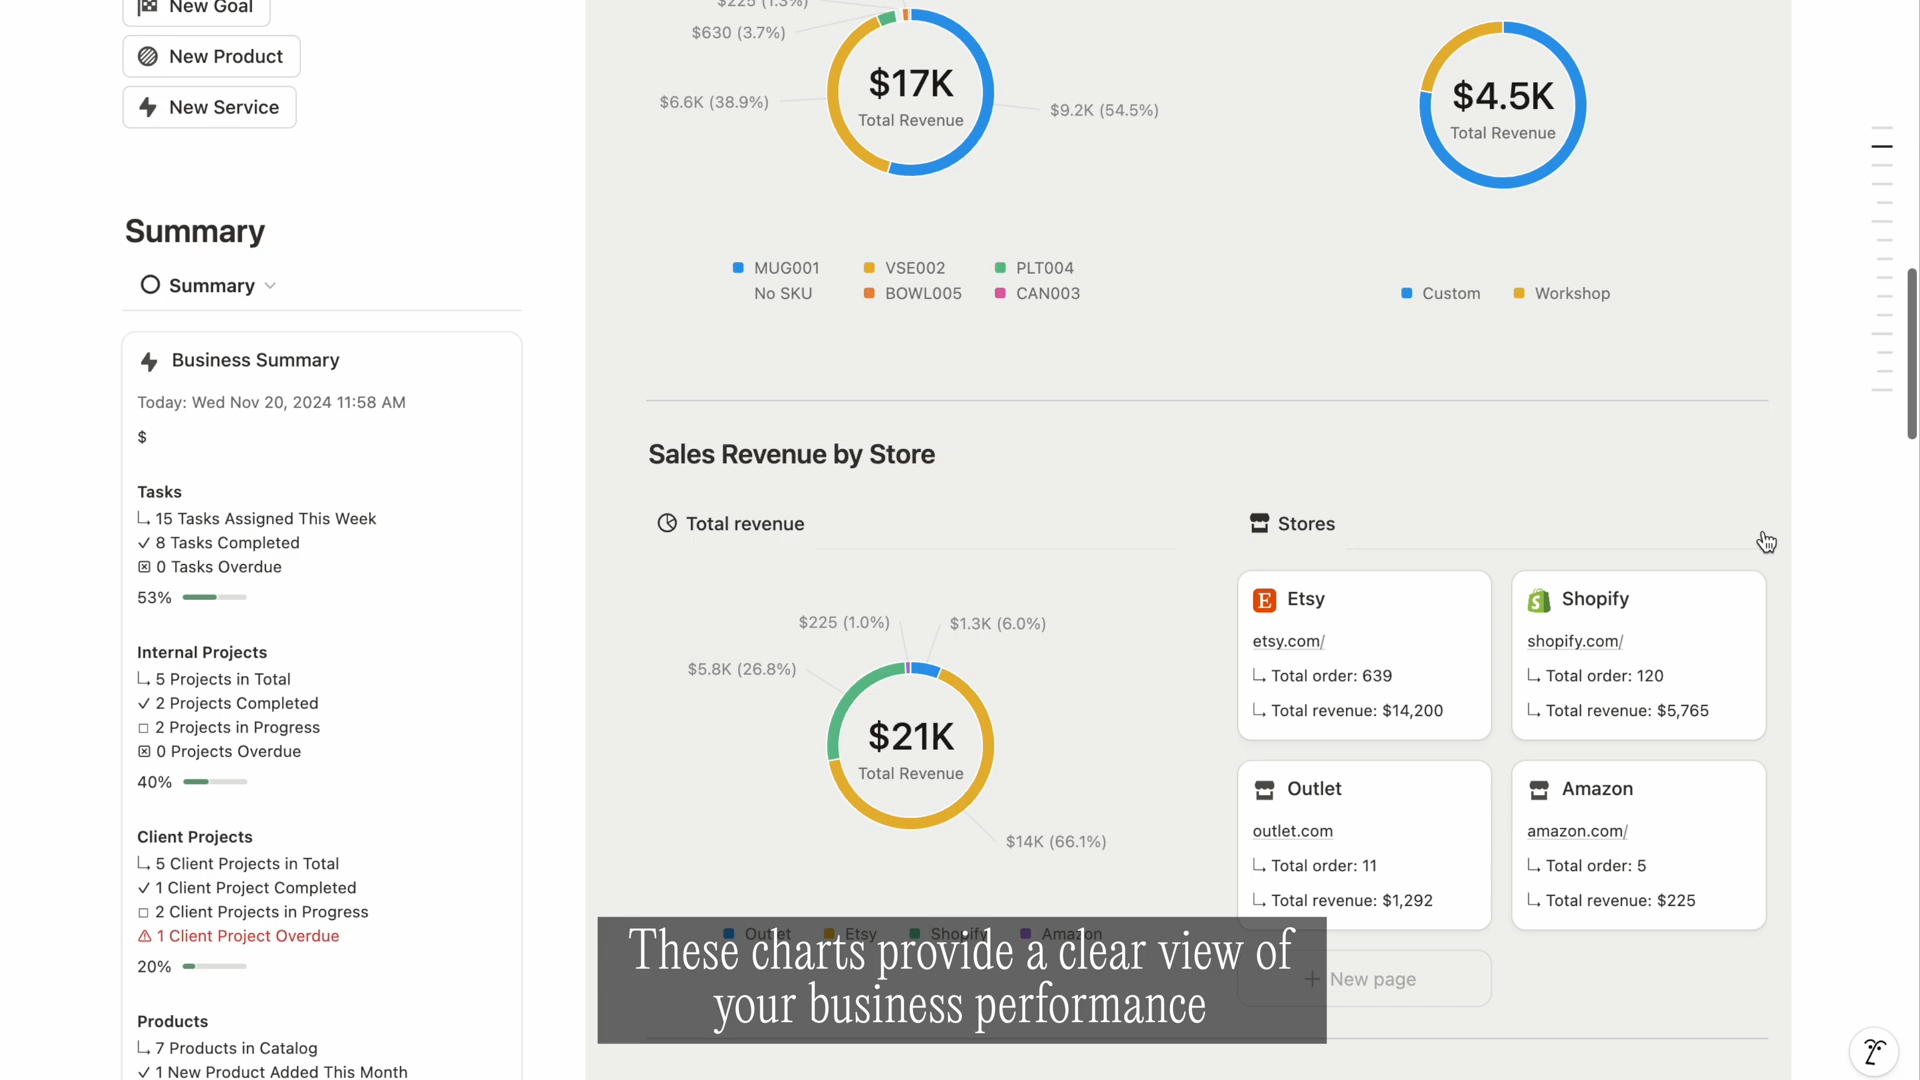 New Goal
New Product
New Service
Summary
Summary
Business Summary
Today: Wed Nov 20, 2024 11:58 AM
$
Tasks
15 Tasks Assigned This Week
✓ 8 Tasks Completed
0 Tasks Overdue
53%
Internal Projects
5 Projects in Total
✓ 2 Projects Completed
2 Projects in Progress
0 Projects Overdue
40%
Client Projects
5 Client Projects in Total
✓ 1 Client Project Completed
2 Client Projects in Progress
1 Client Project Overdue
20%
Products
7 Products in Catalog
✓ 1 New Product Added This Month
$225 (1.3%)
$630 (3.7%)
$6.6K (38.9%)
$17K
Total Revenue
$9.2K (54.5%)
MUG001 VSE002 PLT004
No SKU BOWL005 CAN003
$4.5K
Total Revenue
Custom Workshop
Sales Revenue by Store
Total revenue
$225 (1.0%) $1.3K (6.0%)
$5.8K (26.8%)
$21K
Total Revenue
$14K (66.1%)
Outlet Etsy Shopify Amazon
Stores
Etsy
etsy.com/
Total order: 639
Total revenue: $14,200
Shopify
shopify.com/
Total order: 120
Total revenue: $5,765
Outlet
outlet.com
Total order: 11
Total revenue: $1,292
Amazon
amazon.com/
Total order: 5
Total revenue: $225
+ New page
These charts provide a clear view of
your business performance